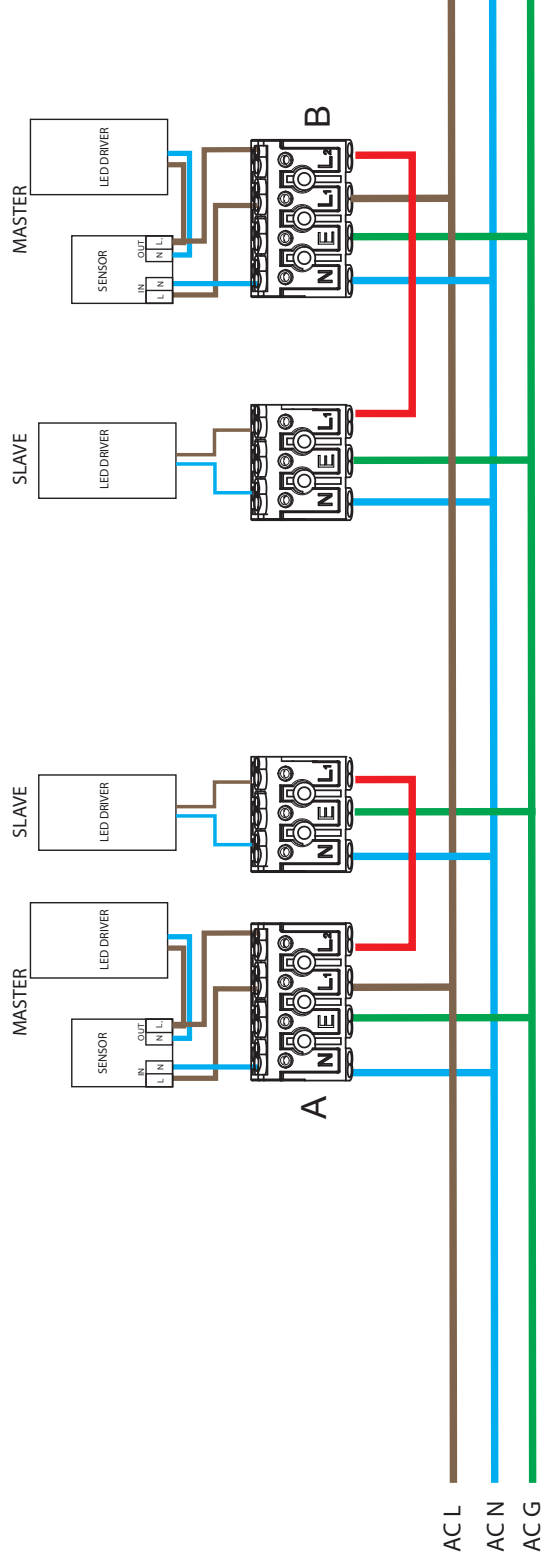 MASTER
SLAVE
SLAVE
MASTER
LED DRIVER
LED DRIVER
LED DRIVER
LED DRIVER
SENSOR
IN
OUT
L N
N L.
SENSOR
IN
OUT
L N
N L.
A
N E L1 L2
N E L1
N E L1
N E L1 L2
B
AC L
AC N
AC G